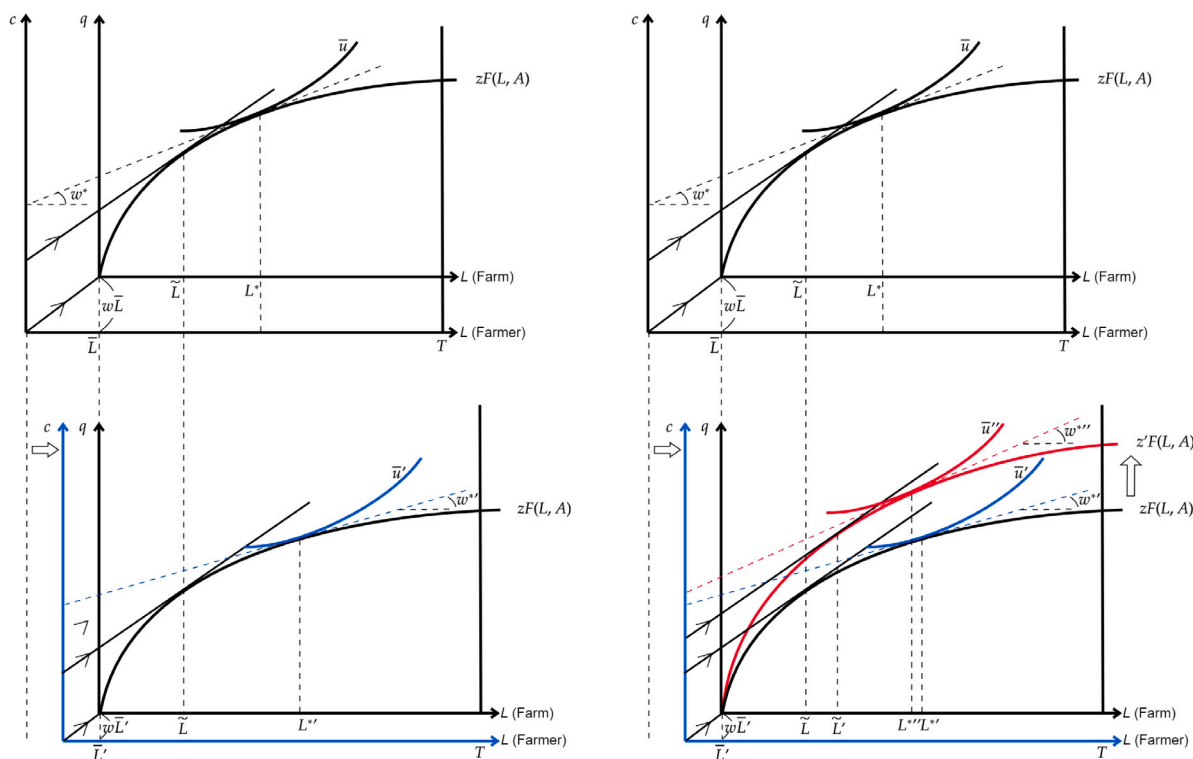 c
q
u̅
zF(L, A)
w*
L (Farm)
L̃
L*
wL̅
L (Farmer)
L̅
T
c
q
u̅
zF(L, A)
w*
L (Farm)
L̃
L*
wL̅
L (Farmer)
L̅
T
c
q
u̅′
w*′
zF(L, A)
L (Farm)
wL̅′
L̃
L*′
L (Farmer)
L̅′
T
c
q
u̅″
w*″
z′F(L, A)
u̅′
w*′
zF(L, A)
L (Farm)
wL̅′
L̃
L̃′
L*″
L*′
L (Farmer)
L̅′
T